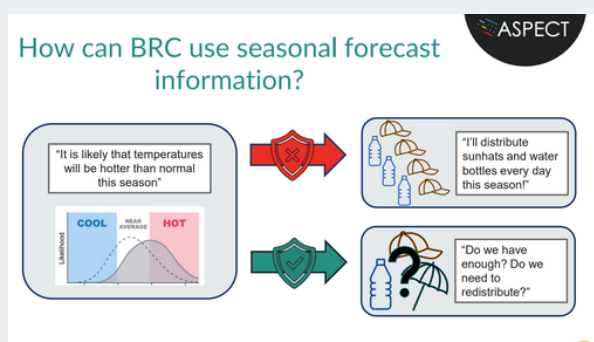 ASPECT
How can BRC use seasonal forecast
information?
"It is likely that temperatures
will be hotter than normal
this season"
COOL
NEAR
AVERAGE
HOT
Likelihood
"I'll distribute
sunhats and water
bottles every day
this season!"
"Do we have
enough? Do we
need to
redistribute?"
?